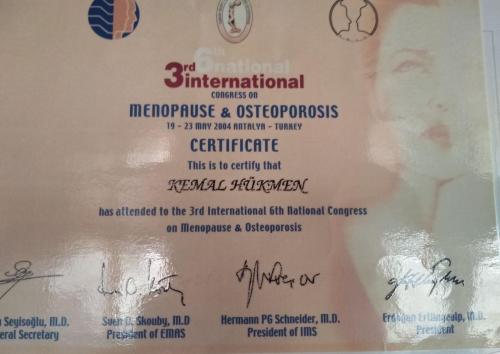 6th national
3rd international
CONGRESS ON
MENOPAUSE & OSTEOPOROSIS
19 - 23 MAY 2004 ANTALYA - TURKEY
CERTIFICATE
This is to certify that
KEMAL HÜKMEN
has attended to the 3rd International 6th National Congress
on Menopause & Osteoporosis
Seyisoğlu, M.D.
Sven O. Skouby, M.D
Hermann PG Schneider, M.D.
Erdoğan Ertüngealp, M.D.
eral Secretary
President of EMAS
President of IMS
President